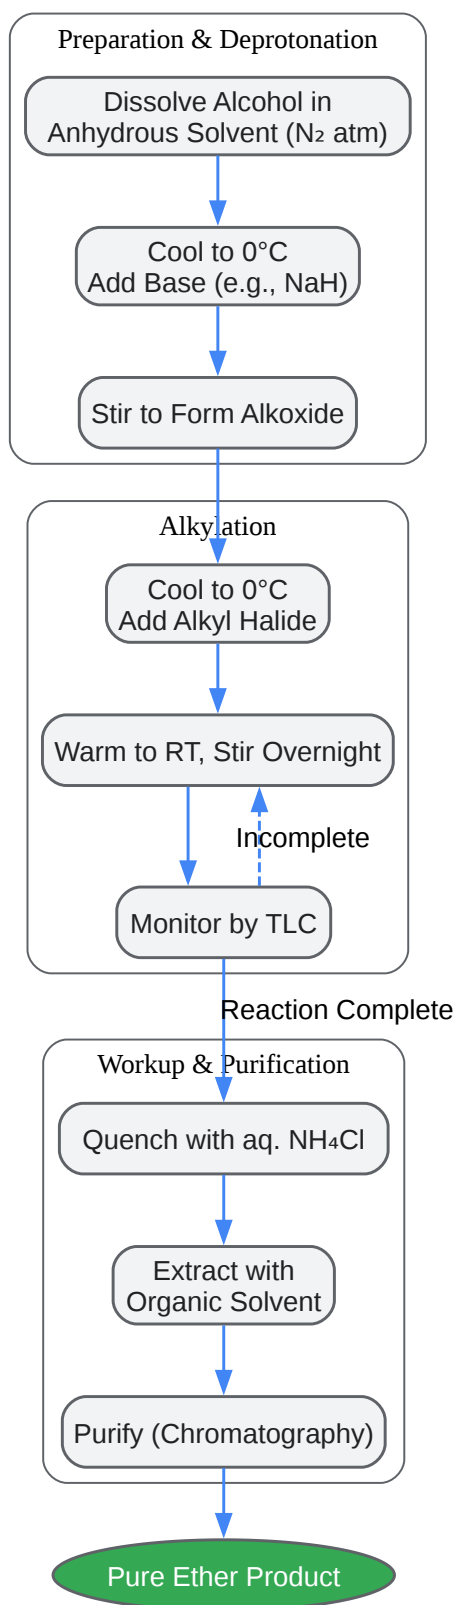 Preparation & Deprotonation
Dissolve Alcohol in
Anhydrous Solvent (N₂ atm)
Cool to 0°C
Add Base (e.g., NaH)
Stir to Form Alkoxide
Alkylation
Cool to 0°C
Add Alkyl Halide
Warm to RT, Stir Overnight
Incomplete
Monitor by TLC
Reaction Complete
Workup & Purification
Quench with aq. NH₄Cl
Extract with
Organic Solvent
Purify (Chromatography)
Pure Ether Product